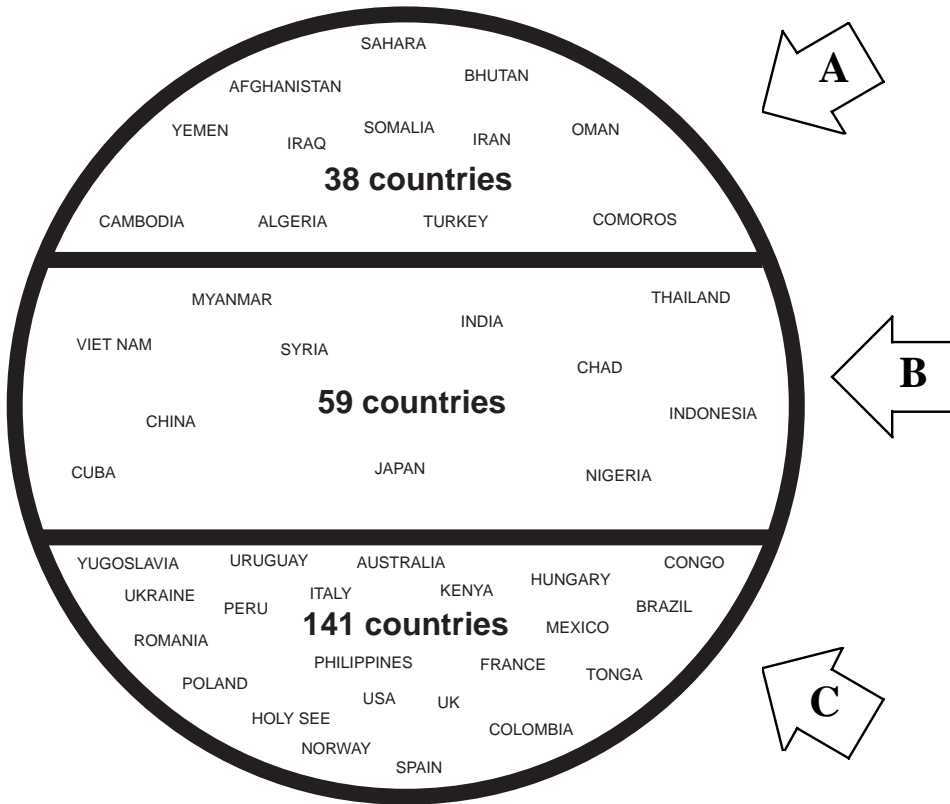 SAHARA
A
BHUTAN
AFGHANISTAN
YEMEN
SOMALIA
OMAN
IRAQ
IRAN
38 countries
CAMBODIA
ALGERIA
TURKEY
COMOROS
MYANMAR
THAILAND
INDIA
VIET NAM
SYRIA
CHAD
B
59 countries
CHINA
INDONESIA
CUBA
JAPAN
NIGERIA
YUGOSLAVIA
URUGUAY
AUSTRALIA
CONGO
HUNGARY
UKRAINE
ITALY
KENYA
PERU
BRAZIL
141 countries
MEXICO
ROMANIA
PHILIPPINES
FRANCE
TONGA
POLAND
USA
UK
C
HOLY SEE
COLOMBIA
NORWAY
SPAIN